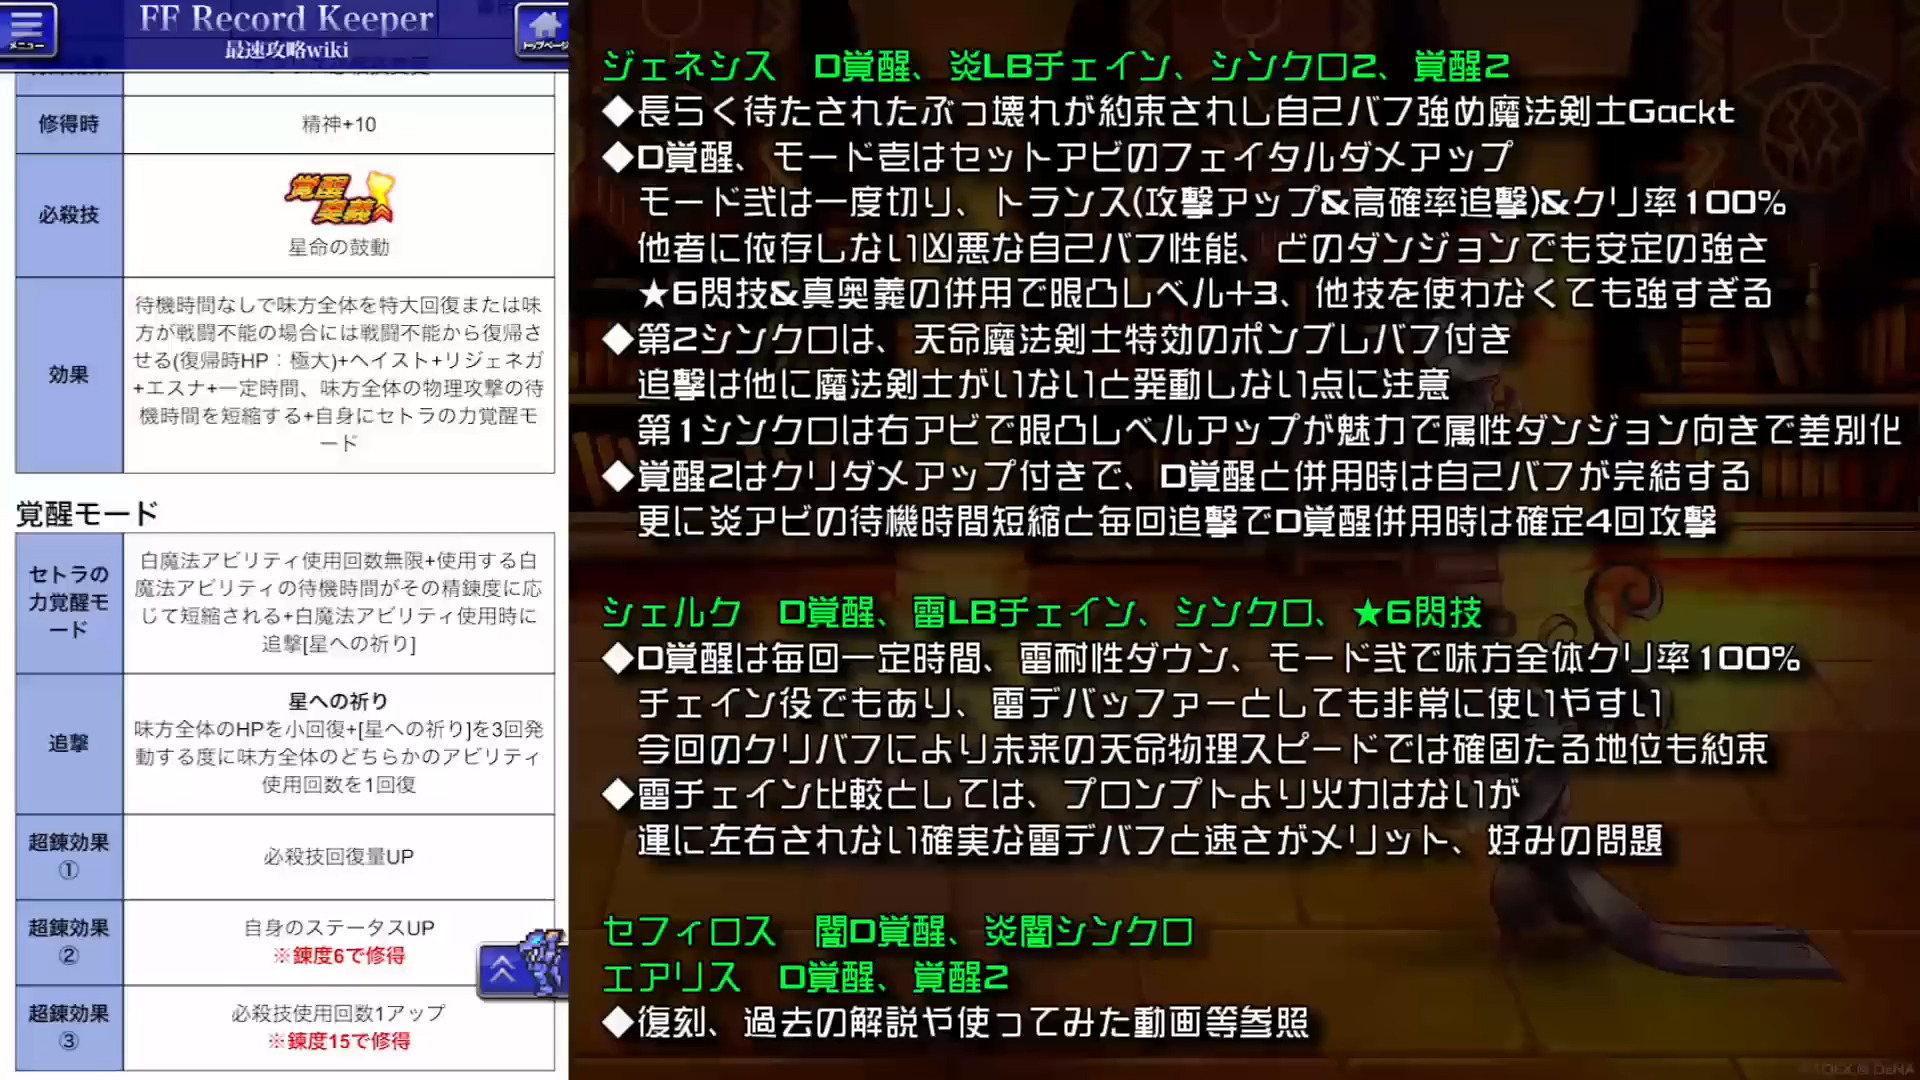 メニュー
FF Record Keeper
最速攻略wiki
トップページ
修得時
精神+10
必殺技
覚醒奥義
星命の鼓動
効果
待機時間なしで味方全体を特大回復または味
方が戦闘不能の場合には戦闘不能から復帰さ
せる(復帰時HP：極大)+ヘイスト+リジェネガ
+エスナ+一定時間、味方全体の物理攻撃の待
機時間を短縮する+自身にセトラの力覚醒モ
ード
覚醒モード
セトラの
力覚醒モ
ード
白魔法アビリティ使用回数無限+使用する白
魔法アビリティの待機時間がその精錬度に応
じて短縮される+白魔法アビリティ使用時に
追撃[星への祈り]
追撃
星への祈り
味方全体のHPを小回復+[星への祈り]を3回発
動する度に味方全体のどちらかのアビリティ
使用回数を1回復
超錬効果
①
必殺技回復量UP
超錬効果
②
自身のステータスUP
※錬度6で修得
超錬効果
③
必殺技使用回数1アップ
※錬度15で修得
ジェネシス　D覚醒、炎LBチェイン、シンクロ2、覚醒2
◆長らく待たされたぶっ壊れが約束されし自己バフ強め魔法剣士Gackt
◆D覚醒、モード壱はセットアビのフェイタルダメアップ
モード弐は一度切り、トランス(攻撃アップ&高確率追撃)&クリ率100%
他者に依存しない凶悪な自己バフ性能、どのダンジョンでも安定の強さ
★6閃技&真奥義の併用で眼凸レベル+3、他技を使わなくても強すぎる
◆第2シンクロは、天命魔法剣士特効のポンブレバフ付き
追撃は他に魔法剣士がいないと発動しない点に注意
第1シンクロは右アビで眼凸レベルアップが魅力で属性ダンジョン向きで差別化
◆覚醒2はクリダメアップ付きで、D覚醒と併用時は自己バフが完結する
更に炎アビの待機時間短縮と毎回追撃でD覚醒併用時は確定4回攻撃
シェルク　D覚醒、雷LBチェイン、シンクロ、★6閃技
◆D覚醒は毎回一定時間、雷耐性ダウン、モード弐で味方全体クリ率100%
チェイン役でもあり、雷デバッファーとしても非常に使いやすい
今回のクリバフにより未来の天命物理スピードでは確固たる地位も約束
◆雷チェイン比較としては、プロンプトより火力はないが
運に左右されない確実な雷デバフと速さがメリット、好みの問題
セフィロス　闇D覚醒、炎闇シンクロ
エアリス　D覚醒、覚醒2
◆復刻、過去の解説や使ってみた動画等参照